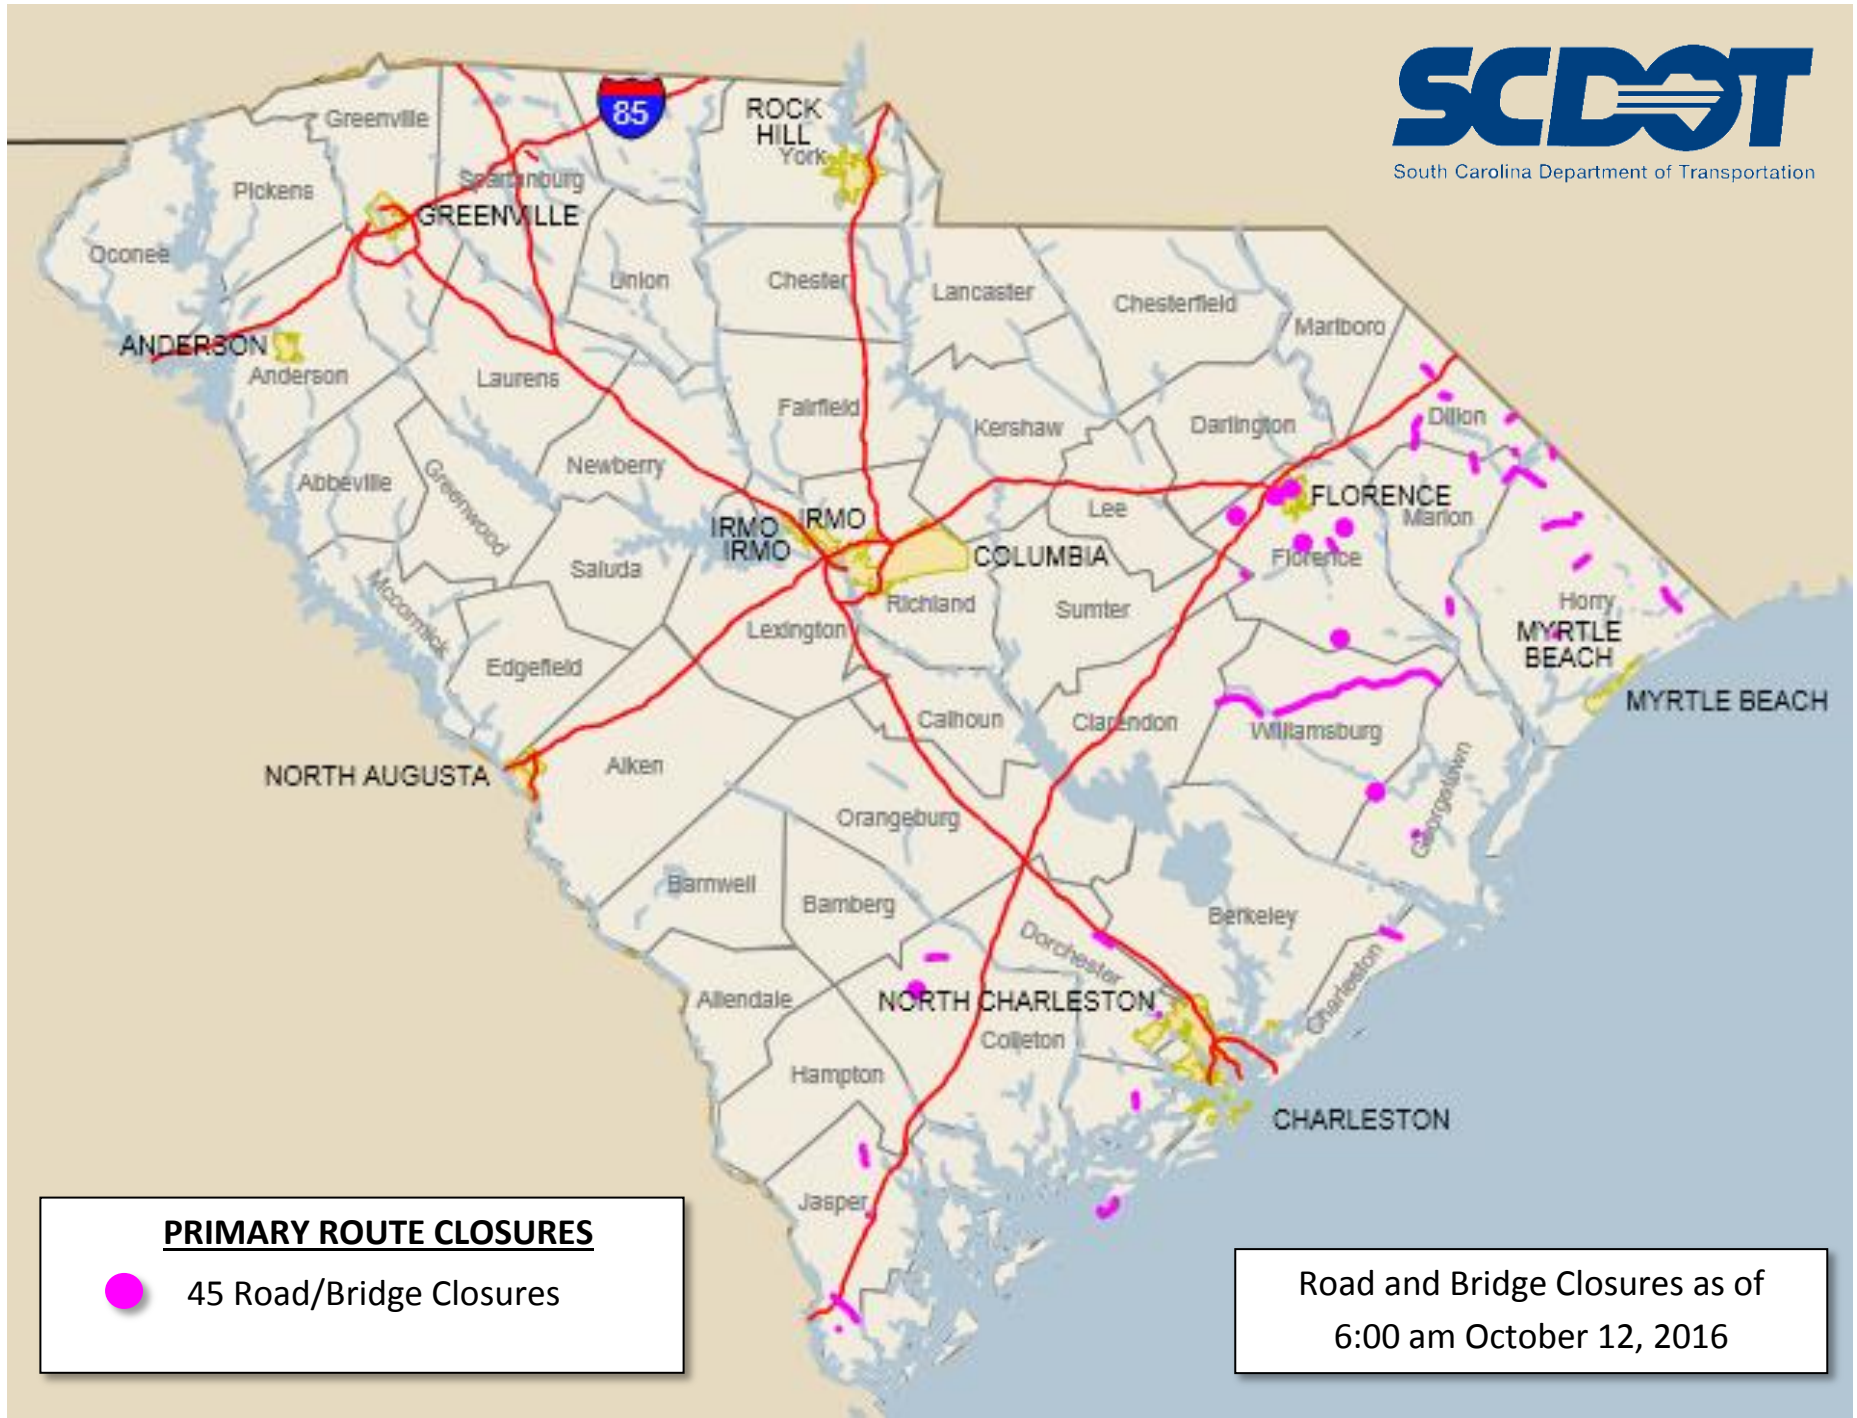 SCDOT
South Carolina Department of Transportation
85
ROCK
HILL
York
Greenville
Pickens
Spartanburg
GREENVILLE
Oconee
Union
Chester
Lancaster
Chesterfield
Marlboro
ANDERSON
Anderson
Laurens
Fairfield
Kershaw
Darlington
Dillon
Abbeville
Greenwood
Newberry
IRMO
IRMO
IRMO
Lee
FLORENCE
Marion
COLUMBIA
Florence
Saluda
Mccormick
Richland
Sumter
Horry
Lexington
MYRTLE
BEACH
Edgefield
MYRTLE BEACH
Calhoun
Clarendon
Williamsburg
NORTH AUGUSTA
Aiken
Georgetown
Orangeburg
Barnwell
Bamberg
Berkeley
Dorchester
Charleston
Allendale
NORTH CHARLESTON
Colleton
Hampton
CHARLESTON
Jasper
PRIMARY ROUTE CLOSURES
45 Road/Bridge Closures
Road and Bridge Closures as of
6:00 am October 12, 2016